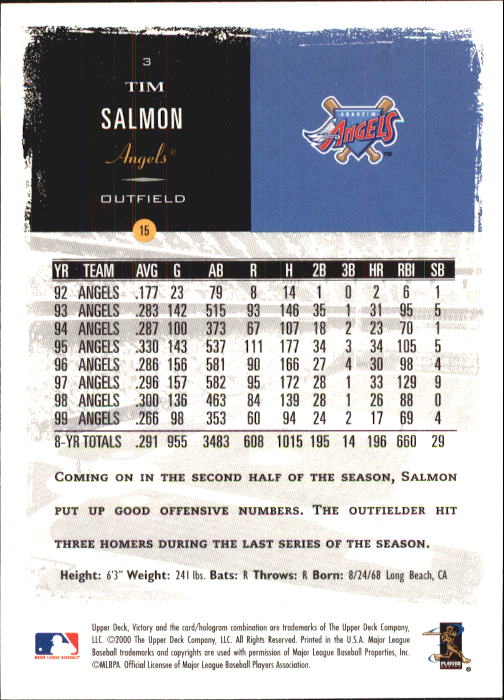 3
TIM
SALMON
Angels©
OUTFIELD
15
ANAHEIM
ANGELS
TM
YR TEAM AVG G AB R H 2B 3B HR RBI SB
92 ANGELS .177 23 79 8 14 1 0 2 6 1
93 ANGELS .283 142 515 93 146 35 1 31 95 5
94 ANGELS .287 100 373 67 107 18 2 23 70 1
95 ANGELS .330 143 537 111 177 34 3 34 105 5
96 ANGELS .286 156 581 90 166 27 4 30 98 4
97 ANGELS .296 157 582 95 172 28 1 33 129 9
98 ANGELS .300 136 463 84 139 28 1 26 88 0
99 ANGELS .266 98 353 60 94 24 2 17 69 4
8-YR TOTALS .291 955 3483 608 1015 195 14 196 660 29
COMING ON IN THE SECOND HALF OF THE SEASON, SALMON
PUT UP GOOD OFFENSIVE NUMBERS. THE OUTFIELDER HIT
THREE HOMERS DURING THE LAST SERIES OF THE SEASON.
Height: 6'3" Weight: 241 lbs. Bats: R Throws: R Born: 8/24/68 Long Beach, CA
Upper Deck, Victory and the card/hologram combination are trademarks of The Upper Deck Company,
LLC. ©2000 The Upper Deck Company, LLC. All Rights Reserved. Printed in the U.S.A. Major League
Baseball trademarks and copyrights are used with permission of Major League Baseball Properties, Inc.
©MLBPA. Official Licensee of Major League Baseball Players Association.
MAJOR LEAGUE BASEBALL
PLAYERS
®